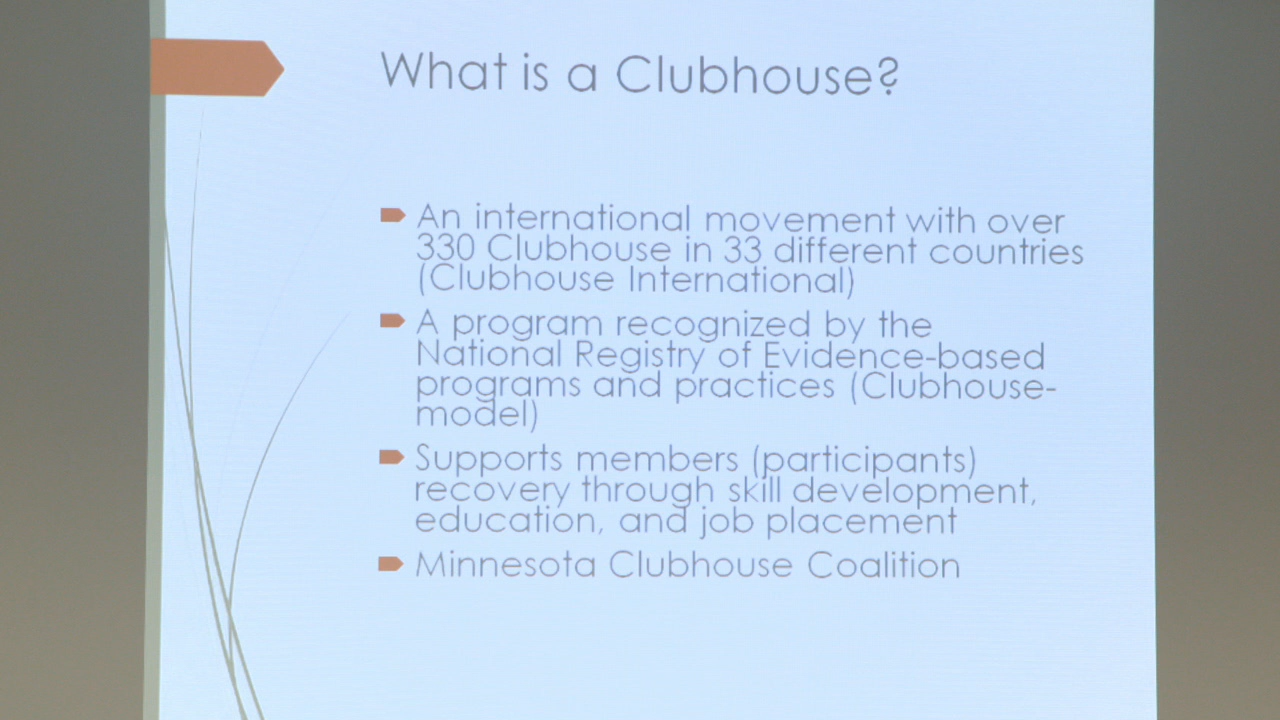 What is a Clubhouse?
An international movement with over
330 Clubhouse in 33 different countries
(Clubhouse International)
A program recognized by the
National Registry of Evidence-based
programs and practices (Clubhouse-
model)
Supports members (participants)
recovery through skill development,
education, and job placement
Minnesota Clubhouse Coalition